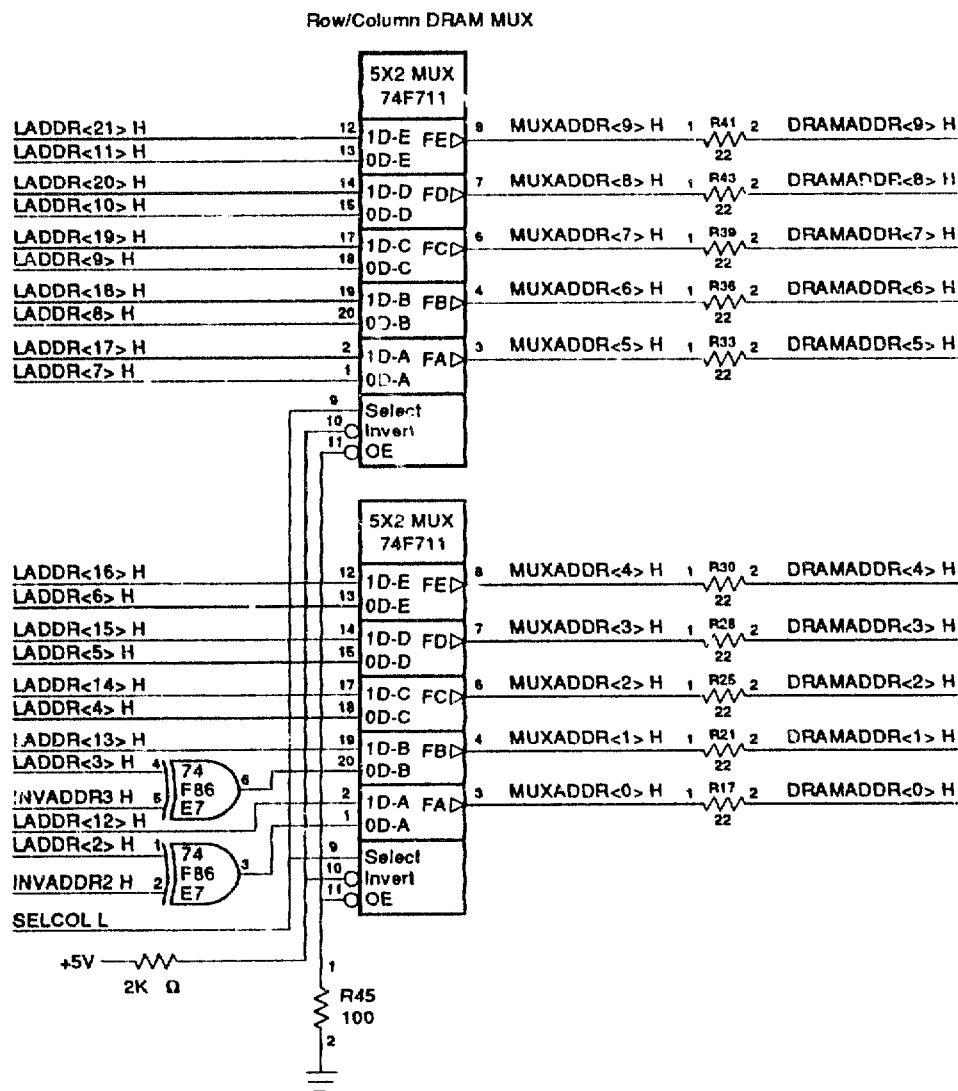 Row/Column DRAM MUX
5X2 MUX
74F711
LADDR<21> H 12 1D-E FE 8 MUXADDR<9> H 1 R41 2 DRAMADDR<9> H
LADDR<11> H 13 0D-E 22
LADDR<20> H 14 1D-D FD 7 MUXADDR<8> H 1 R43 2 DRAMADDR<8> H
LADDR<10> H 15 0D-D 22
LADDR<19> H 17 1D-C FC 6 MUXADDR<7> H 1 R39 2 DRAMADDR<7> H
LADDR<9> H 18 0D-C 22
LADDR<18> H 19 1D-B FB 4 MUXADDR<6> H 1 R36 2 DRAMADDR<6> H
LADDR<8> H 20 0D-B 22
LADDR<17> H 2 1D-A FA 3 MUXADDR<5> H 1 R33 2 DRAMADDR<5> H
LADDR<7> H 1 0D-A 22
9 Select
10 Invert
11 OE
5X2 MUX
74F711
LADDR<16> H 12 1D-E FE 8 MUXADDR<4> H 1 R30 2 DRAMADDR<4> H
LADDR<6> H 13 0D-E 22
LADDR<15> H 14 1D-D FD 7 MUXADDR<3> H 1 R28 2 DRAMADDR<3> H
LADDR<5> H 15 0D-D 22
LADDR<14> H 17 1D-C FC 6 MUXADDR<2> H 1 R25 2 DRAMADDR<2> H
LADDR<4> H 18 0D-C 22
LADDR<13> H 19 1D-B FB 4 MUXADDR<1> H 1 R21 2 DRAMADDR<1> H
LADDR<3> H 4 74 F86 E7 6 20 0D-B 22
INVADDR3 H 5
LADDR<12> H 2 1D-A FA 3 MUXADDR<0> H 1 R17 2 DRAMADDR<0> H
LADDR<2> H 1 74 F86 E7 3 1 0D-A 22
INVADDR2 H 2
9 Select
10 Invert
11 OE
SELCOL L
+5V
2K Ω
1
R45
100
2